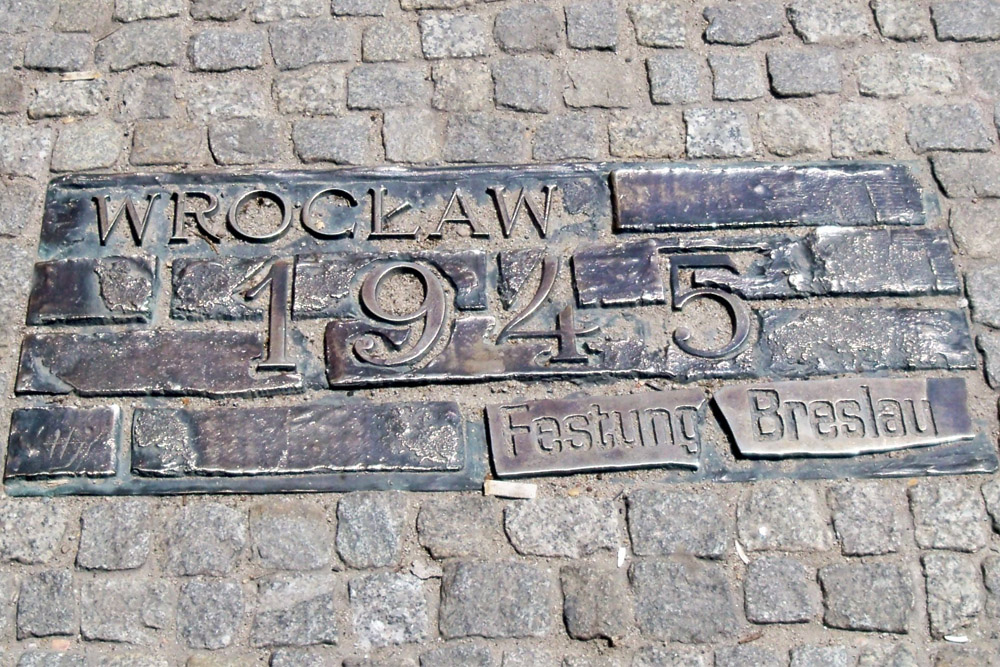 WROCŁAW
1945
Festung Breslau